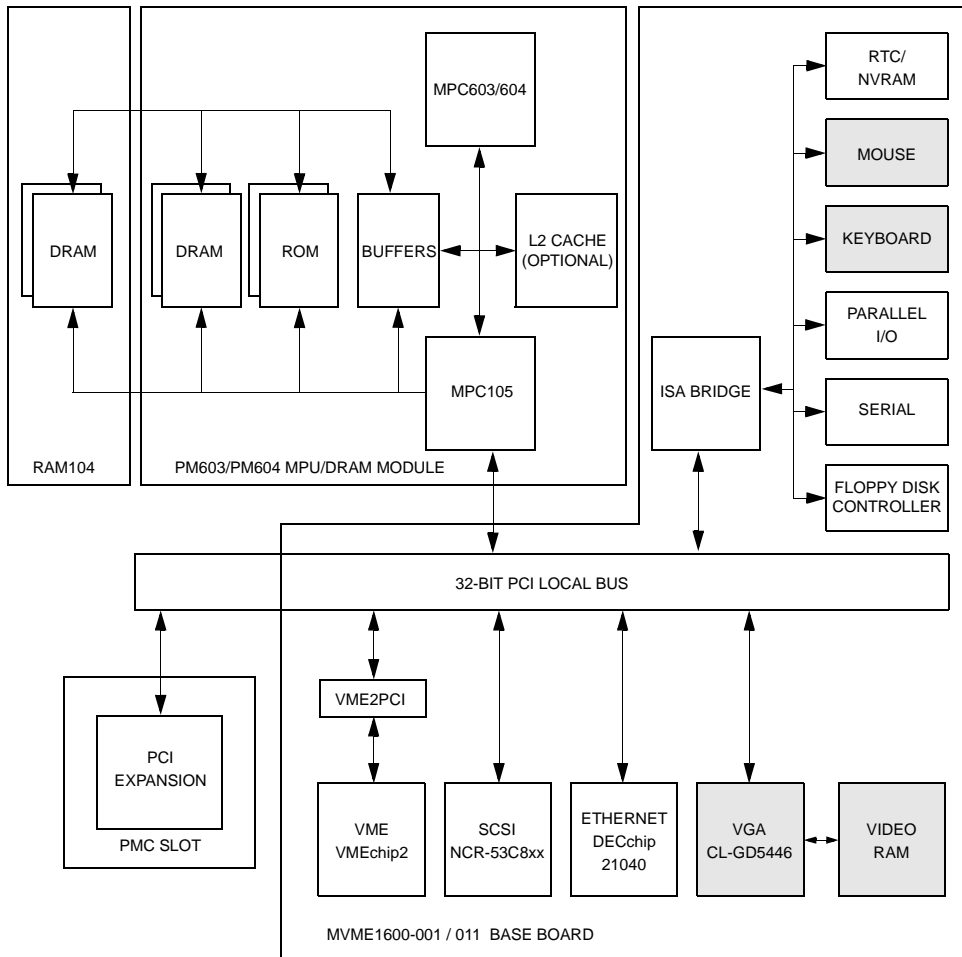 RTC/
NVRAM
MPC603/604
MOUSE
DRAM
DRAM
ROM
BUFFERS
L2 CACHE
(OPTIONAL)
KEYBOARD
PARALLEL
I/O
MPC105
ISA BRIDGE
SERIAL
RAM104
PM603/PM604 MPU/DRAM MODULE
FLOPPY DISK
CONTROLLER
32-BIT PCI LOCAL BUS
VME2PCI
PCI
EXPANSION
PMC SLOT
VME
VMEchip2
SCSI
NCR-53C8xx
ETHERNET
DECchip
21040
VGA
CL-GD5446
VIDEO
RAM
MVME1600-001 / 011 BASE BOARD